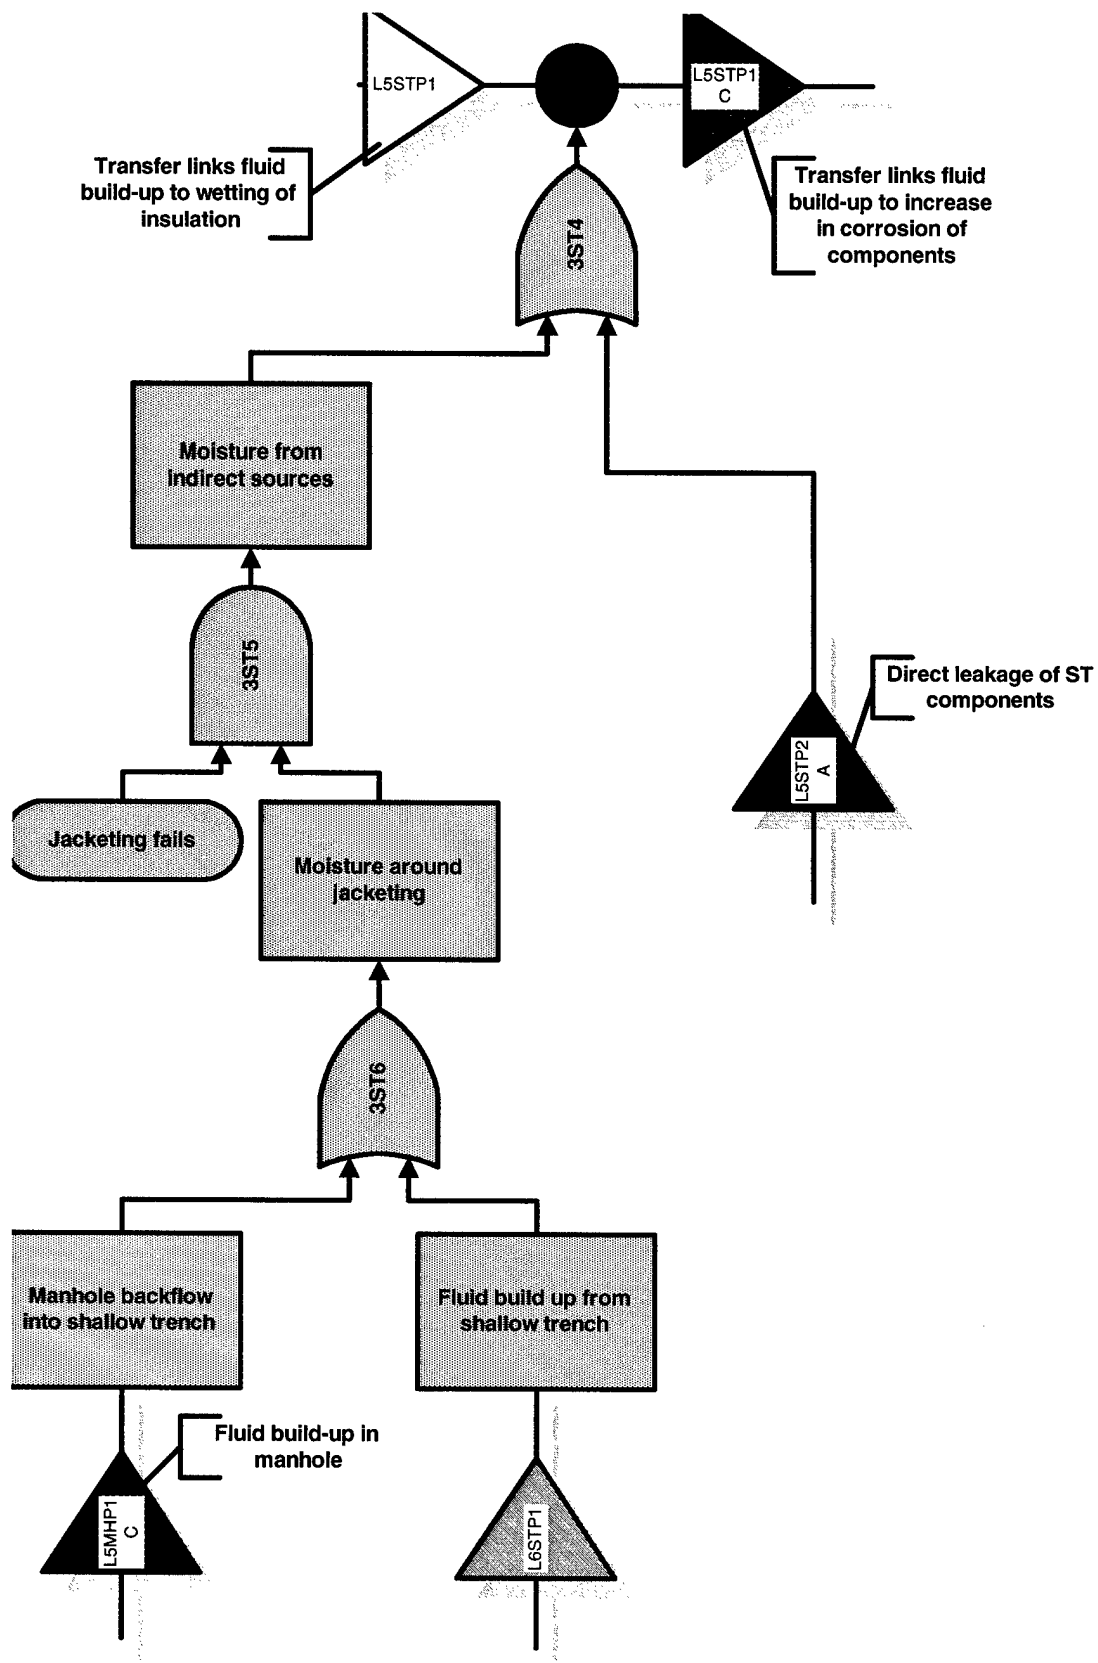 L5STP1
L5STP1
C
Transfer links fluid
build-up to wetting of
insulation
Transfer links fluid
build-up to increase
in corrosion of
components
3ST4
Moisture from
indirect sources
3ST5
Direct leakage of ST
components
L5STP2
A
Jacketing fails
Moisture around
jacketing
3ST6
Manhole backflow
into shallow trench
Fluid build up from
shallow trench
Fluid build-up in
manhole
L5MHP1
C
L6STP1